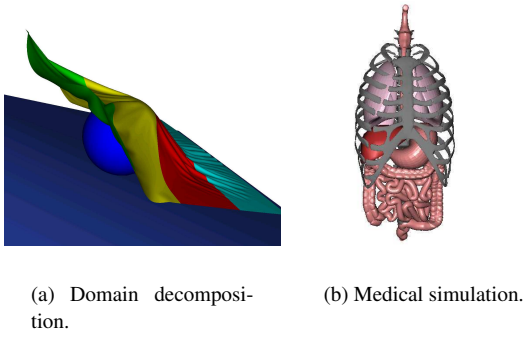 (a) Domain decomposi-
tion.
(b) Medical simulation.